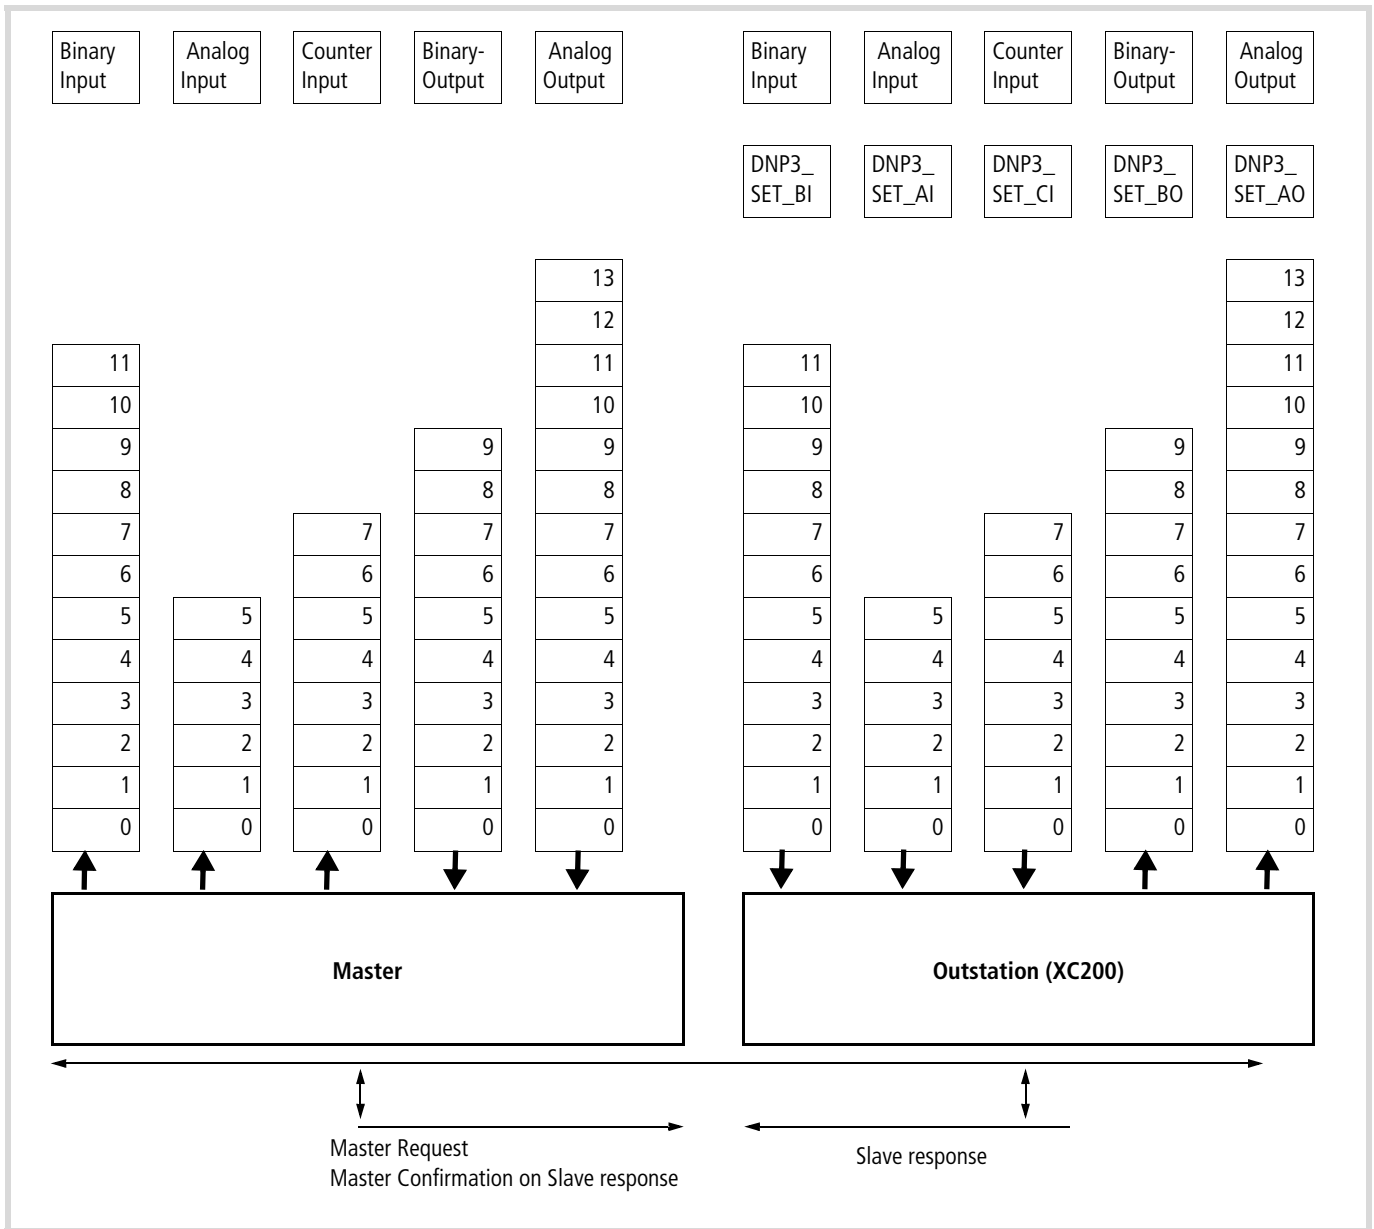 Binary Input
Analog Input
Counter Input
Binary- Output
Analog Output
Binary Input
Analog Input
Counter Input
Binary- Output
Analog Output
DNP3_ SET_BI
DNP3_ SET_AI
DNP3_ SET_CI
DNP3_ SET_BO
DNP3_ SET_AO
13 13
12 12
11 11 11 11
10 10 10 10
9 9 9 9 9 9
8 8 8 8 8 8
7 7 7 7 7 7 7 7
6 6 6 6 6 6 6 6
5 5 5 5 5 5 5 5 5 5
4 4 4 4 4 4 4 4 4 4
3 3 3 3 3 3 3 3 3 3
2 2 2 2 2 2 2 2 2 2
1 1 1 1 1 1 1 1 1 1
0 0 0 0 0 0 0 0 0 0
Master
Outstation (XC200)
Master Request
Master Confirmation on Slave response
Slave response